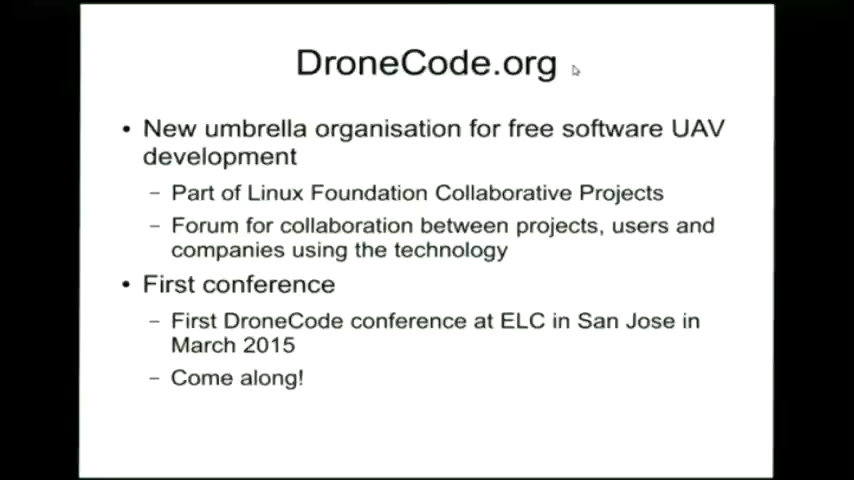 DroneCode.org
• New umbrella organisation for free software UAV
development
– Part of Linux Foundation Collaborative Projects
– Forum for collaboration between projects, users and
companies using the technology
• First conference
– First DroneCode conference at ELC in San Jose in
March 2015
– Come along!